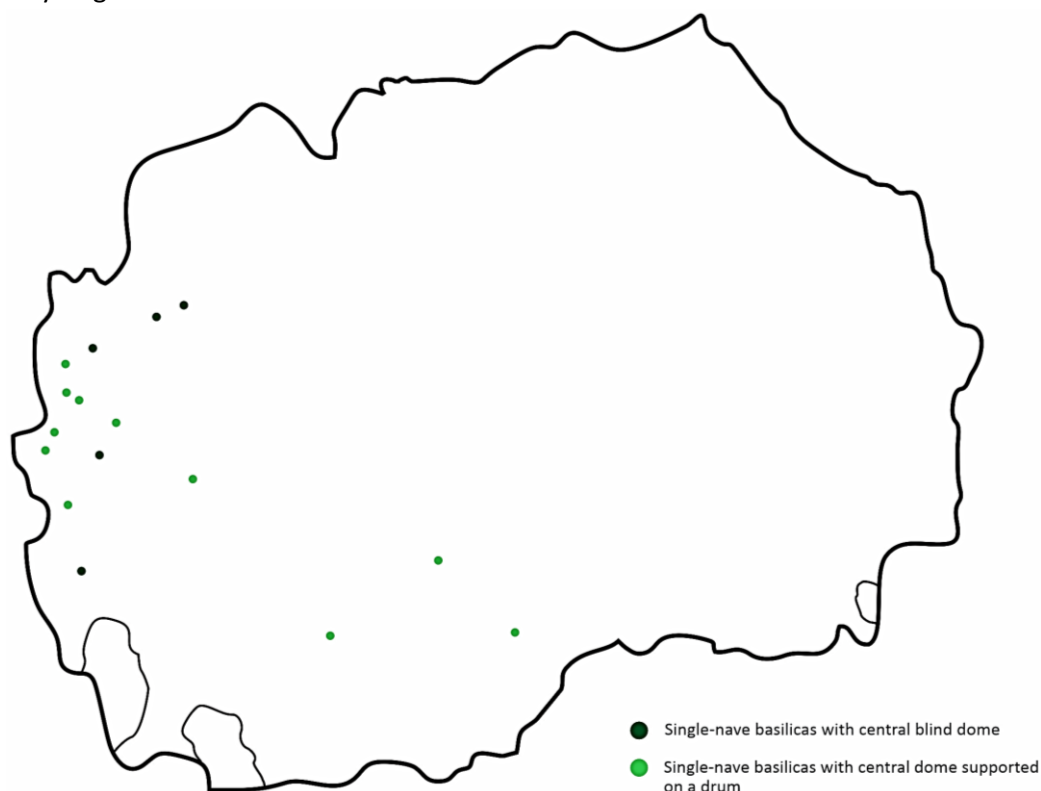 Single-nave basilicas with central blind dome
Single-nave basilicas with central dome supported
on a drum